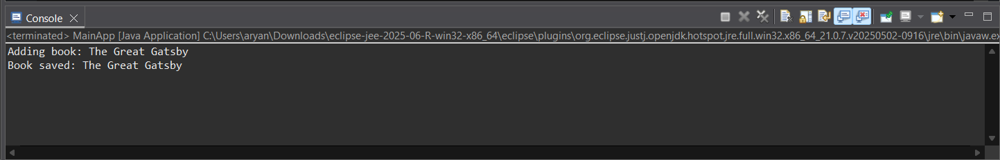 Console
<terminated> MainApp [Java Application] C:\Users\aryan\Downloads\eclipse-jee-2025-06-R-win32-x86_64\eclipse\plugins\org.eclipse.justj.openjdk.hotspot.jre.full.win32.x86_64_21.0.7.v20250502-0916\jre\bin\javaw.ex
Adding book: The Great Gatsby
Book saved: The Great Gatsby